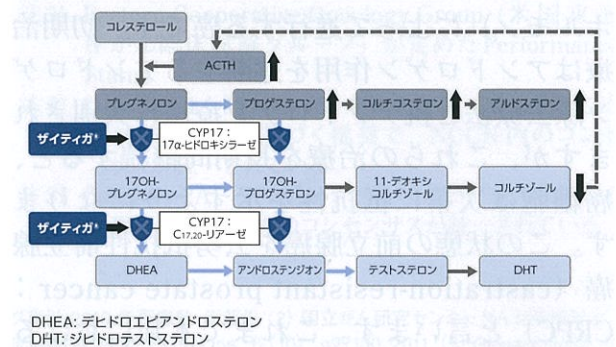 コレステロール
ACTH
プレグネノロン
プロゲステロン
コルチコステロン
アルドステロン
ザイティガ*
CYP17：
17α-ヒドロキシラーゼ
17OH-
プレグネノロン
17OH-
プロゲステロン
11-デオキシ
コルチゾール
コルチゾール
ザイティガ*
CYP17：
C17,20-リアーゼ
DHEA
アンドロステンジオン
テストステロン
DHT
DHEA: デヒドロエピアンドロステロン
DHT: ジヒドロテストステロン